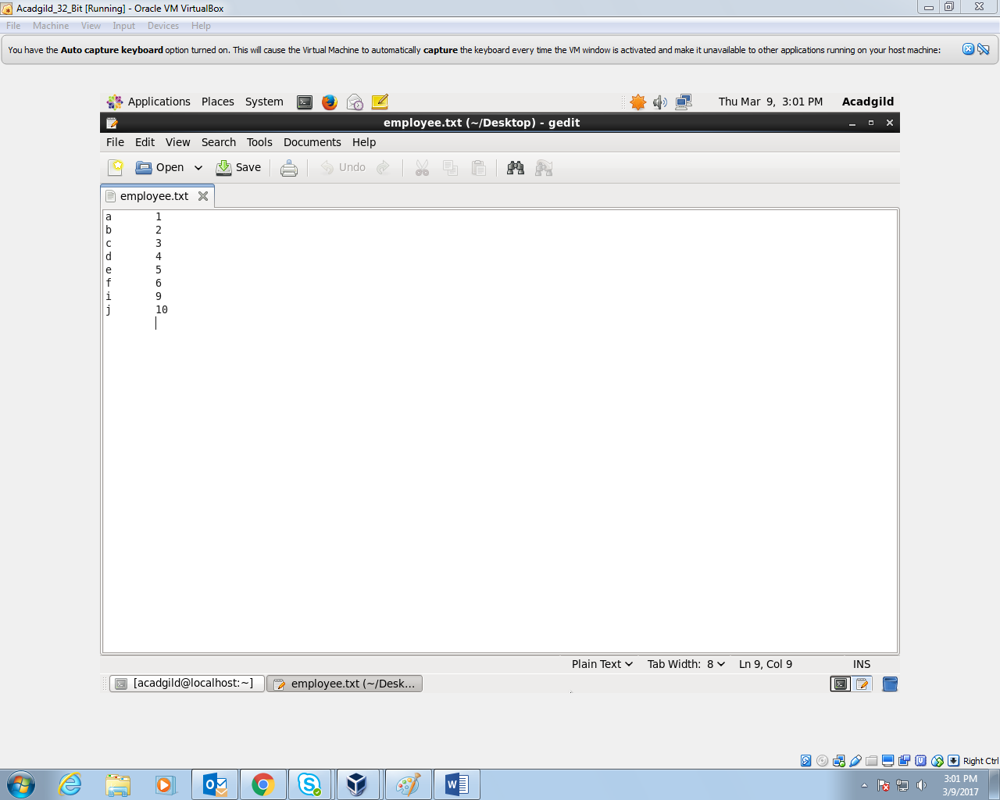 Acadgild_32_Bit [Running] - Oracle VM VirtualBox
File Machine View Input Devices Help
You have the Auto capture keyboard option turned on. This will cause the Virtual Machine to automatically capture the keyboard every time the VM window is activated and make it unavailable to other applications running on your host machine:
Applications Places System Thu Mar 9, 3:01 PM Acadgild
employee.txt (~/Desktop) - gedit
File Edit View Search Tools Documents Help
Open Save Undo
employee.txt
a 1
b 2
c 3
d 4
e 5
f 6
i 9
j 10
Plain Text Tab Width: 8 Ln 9, Col 9 INS
[acadgild@localhost:~] employee.txt (~/Desk...
Right Ctrl
3:01 PM
3/9/2017